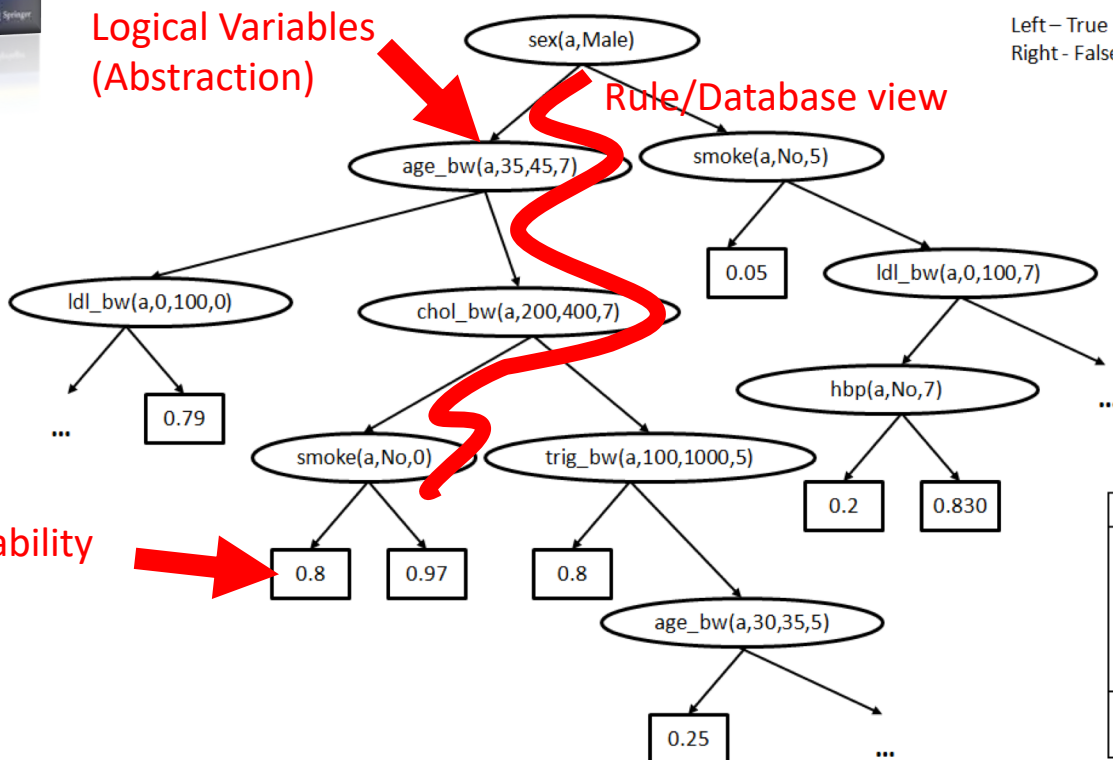 Springer
Logical Variables
(Abstraction)
sex(a,Male)
Left – True
Right - False
Rule/Database view
age_bw(a,35,45,7)
smoke(a,No,5)
0.05
ldl_bw(a,0,100,7)
ldl_bw(a,0,100,0)
chol_bw(a,200,400,7)
hbp(a,No,7)
...
...
0.79
smoke(a,No,0)
trig_bw(a,100,1000,5)
0.2
0.830
ability
0.8
0.97
0.8
age_bw(a,30,35,5)
0.25
...